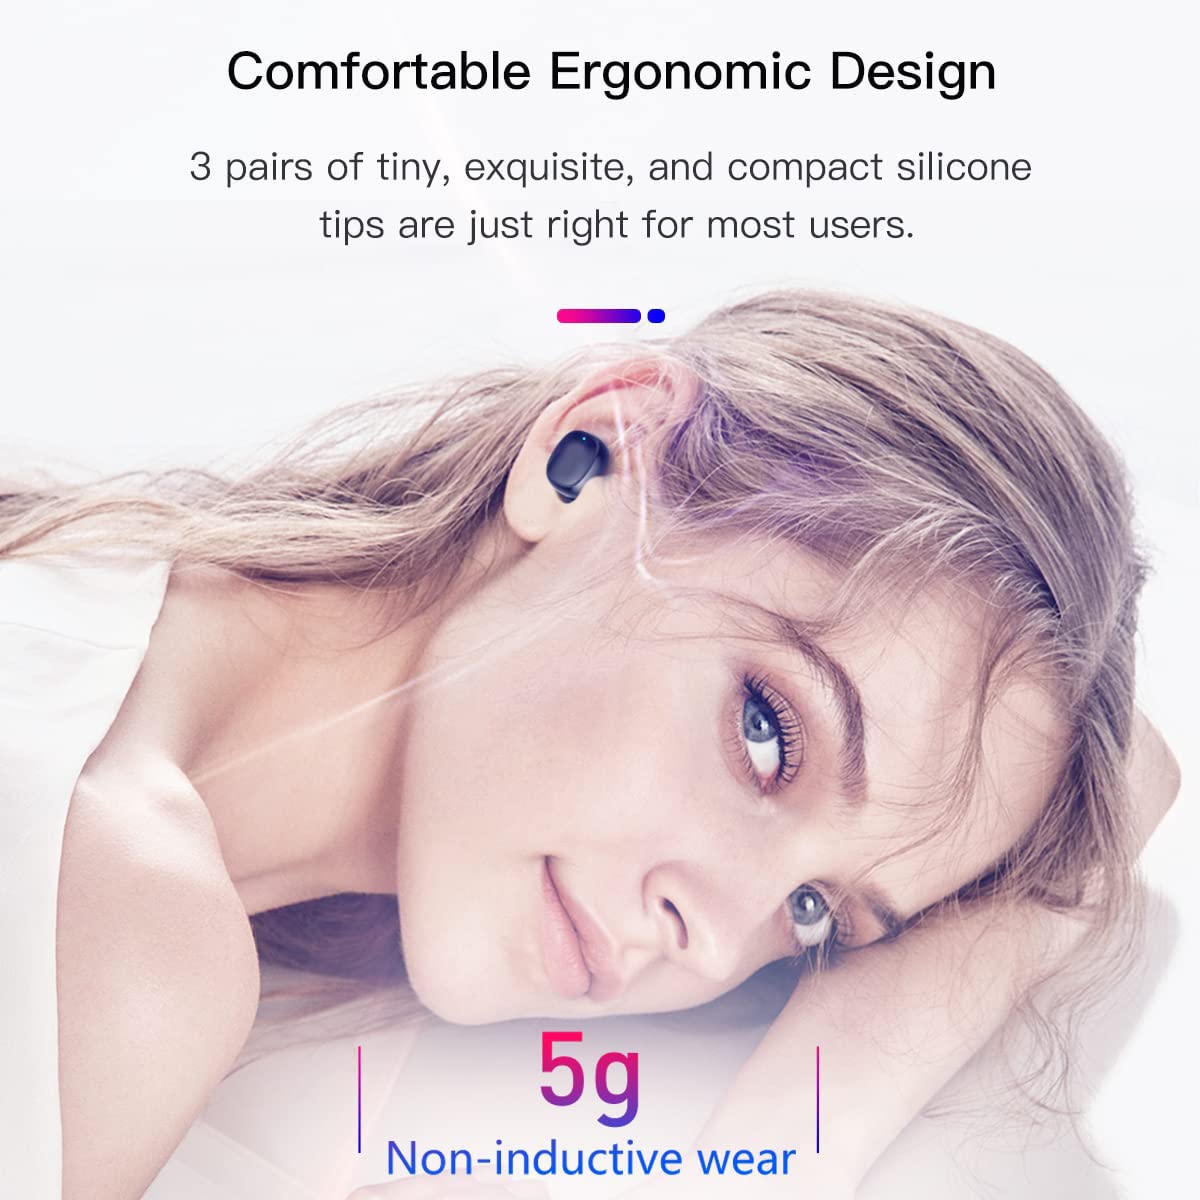 Comfortable Ergonomic Design
3 pairs of tiny, exquisite, and compact silicone
tips are just right for most users.
5g
Non-inductive wear